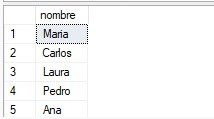 nombre
1 Maria
2 Carlos
3 Laura
4 Pedro
5 Ana